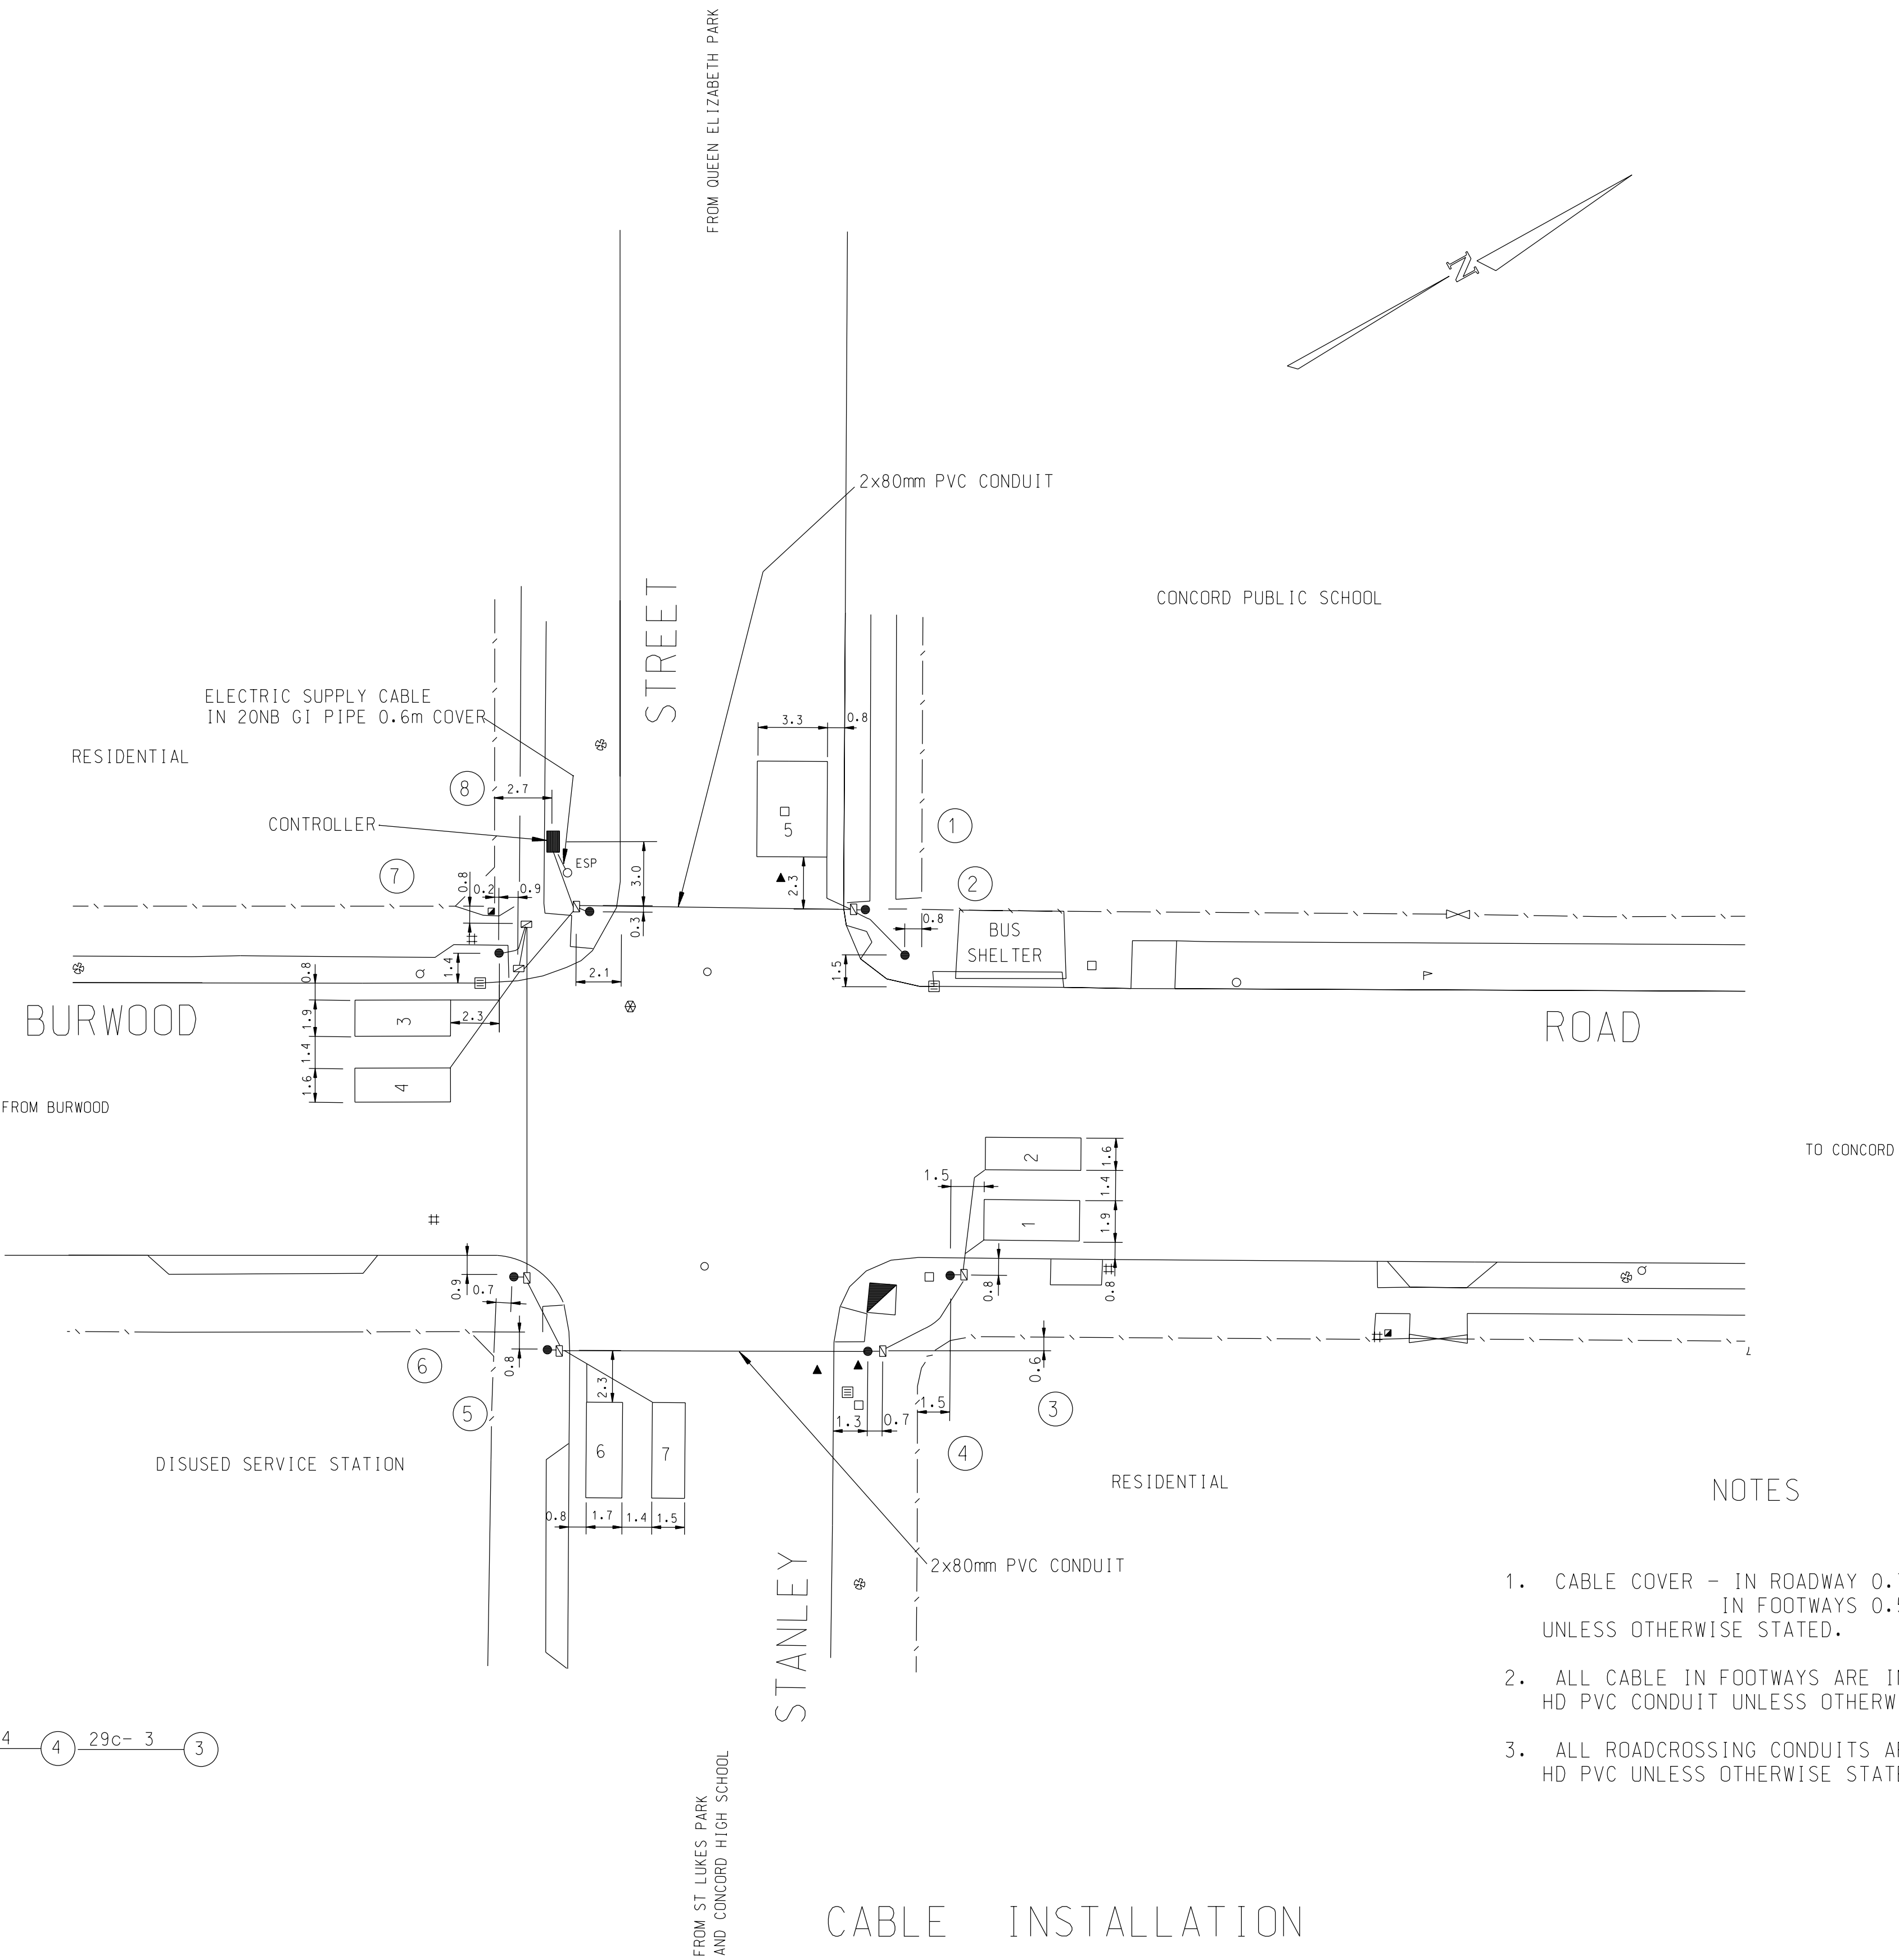 FROM QUEEN ELIZABETH PARK
N
2x80mm PVC CONDUIT
CONCORD PUBLIC SCHOOL
STREET
ELECTRIC SUPPLY CABLE
IN 20NB GI PIPE 0.6m COVER
RESIDENTIAL
3.3
0.8
8
2.7
CONTROLLER
5
1
ESP
7
0.8
0.2
0.9
3.0
0.3
2.3
2
0.8
BUS
SHELTER
1.4
2.1
1.5
0.8
BURWOOD
1.9
3
2.3
ROAD
1.4
1.6
4
FROM BURWOOD
TO CONCORD
2
1.6
1.5
1.4
1
1.9
0.9
0.7
0.8
0.8
6
0.8
0.6
5
2.3
1.5
3
1.3
0.7
4
6
7
DISUSED SERVICE STATION
RESIDENTIAL
NOTES
0.8
1.7
1.4
1.5
2x80mm PVC CONDUIT
STANLEY
1. CABLE COVER - IN ROADWAY 0.
IN FOOTWAYS 0.5
UNLESS OTHERWISE STATED.
2. ALL CABLE IN FOOTWAYS ARE IN
HD PVC CONDUIT UNLESS OTHERW
3. ALL ROADCROSSING CONDUITS AR
HD PVC UNLESS OTHERWISE STATE
4
4
29c- 3
3
FROM ST LUKES PARK
AND CONCORD HIGH SCHOOL
CABLE INSTALLATION